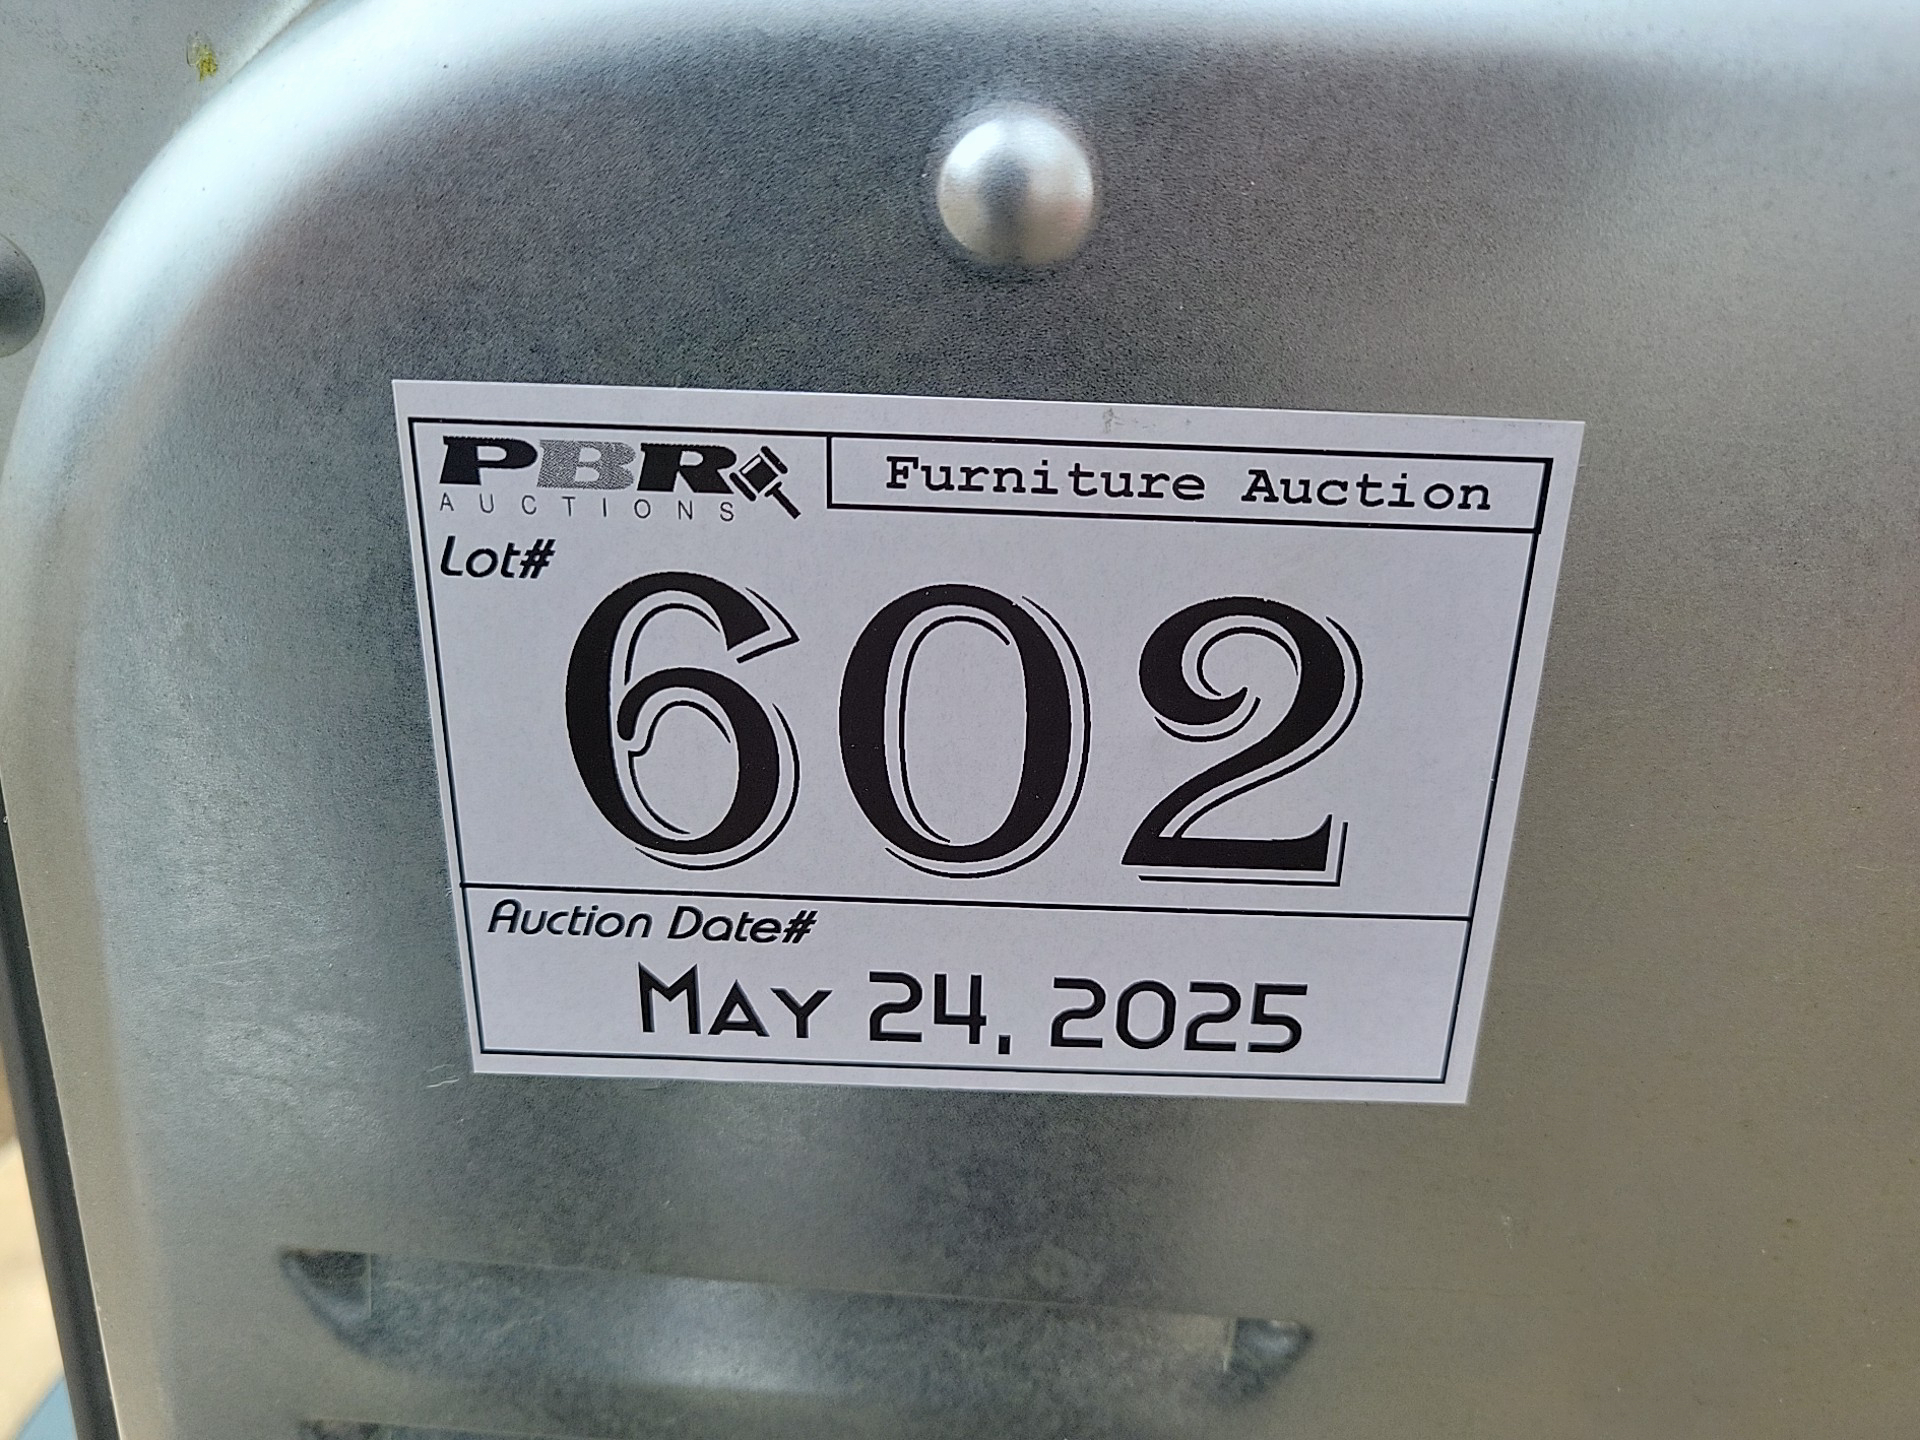 PBR
AUCTIONS
Furniture Auction
Lot#
602
Auction Date#
May 24, 2025